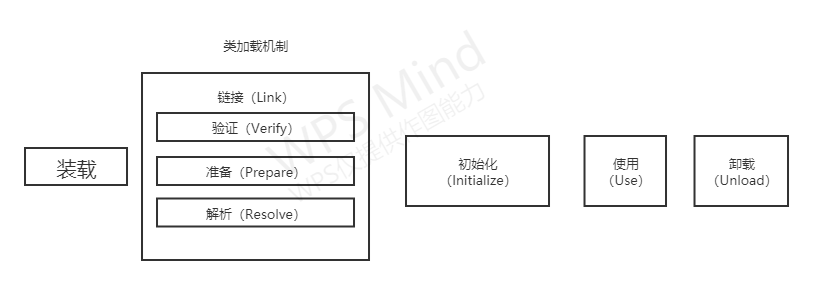 类加载机制
装载
链接（Link）
验证（Verify）
准备（Prepare）
解析（Resolve）
初始化
（Initialize）
使用
（Use）
卸载
（Unload）
WPS Mind
WPS仅提供作图能力